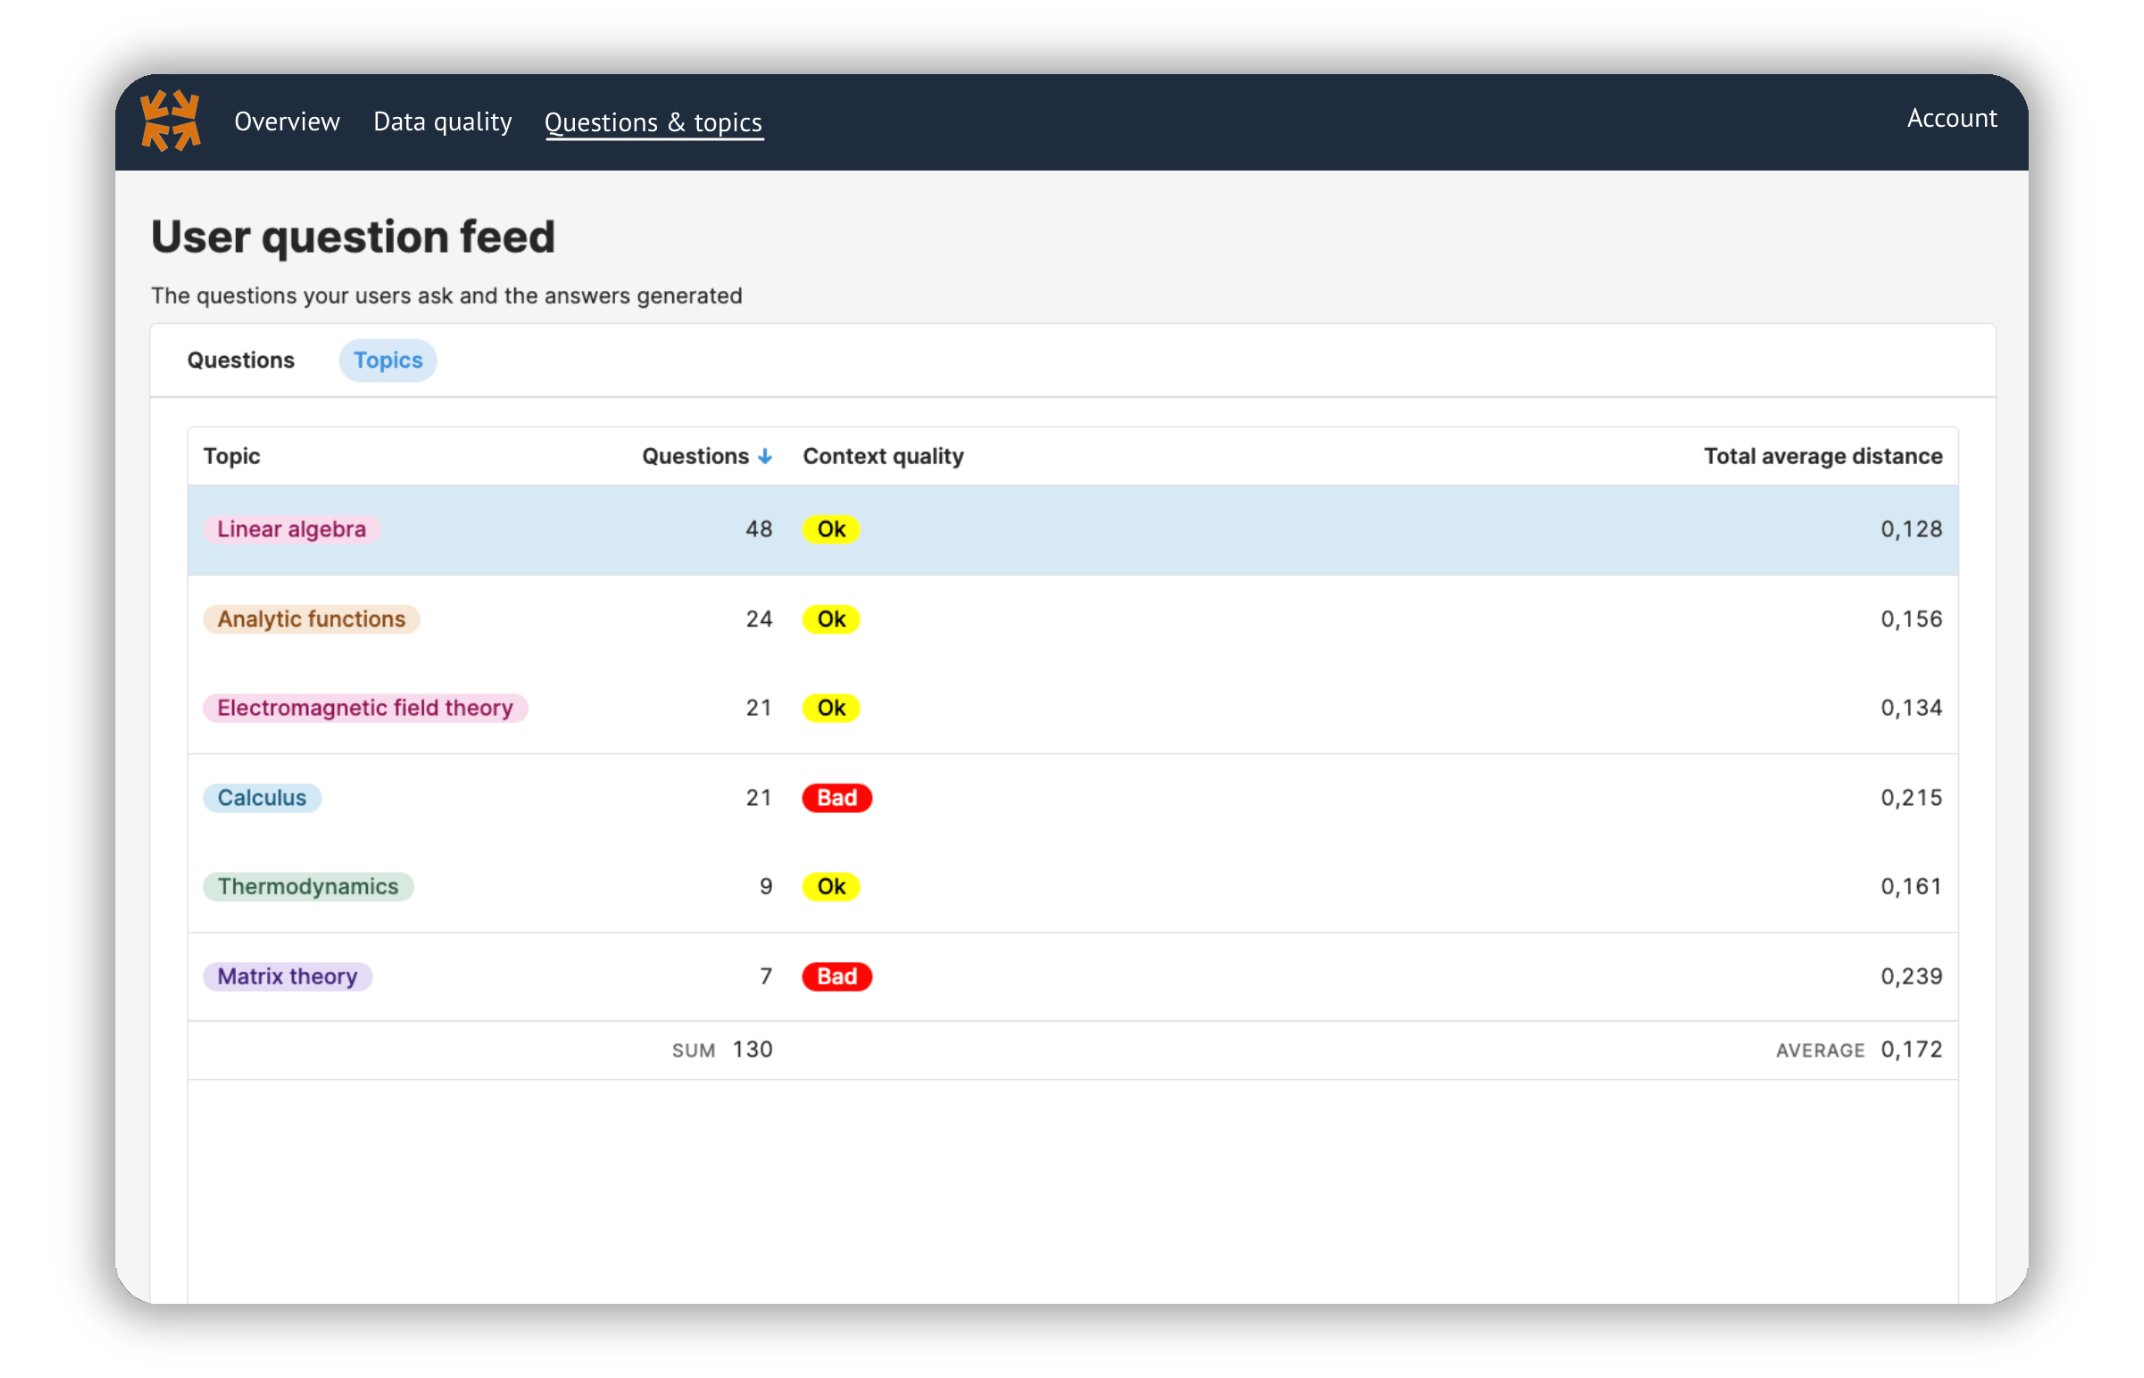 Overview Data quality Questions & topics Account
User question feed
The questions your users ask and the answers generated
Questions Topics
Topic Questions ↓ Context quality Total average distance
Linear algebra 48 Ok 0,128
Analytic functions 24 Ok 0,156
Electromagnetic field theory 21 Ok 0,134
Calculus 21 Bad 0,215
Thermodynamics 9 Ok 0,161
Matrix theory 7 Bad 0,239
SUM 130 AVERAGE 0,172